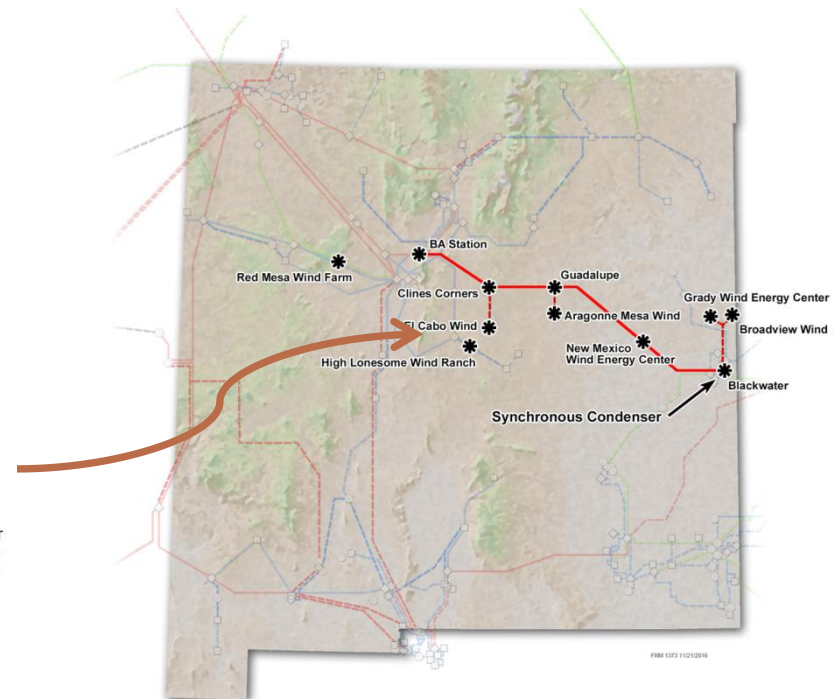 BA Station
Red Mesa Wind Farm
Clines Corners
Guadalupe
Grady Wind Energy Center
El Cabo Wind
Aragonne Mesa Wind
Broadview Wind
High Lonesome Wind Ranch
New Mexico
Wind Energy Center
Blackwater
Synchronous Condenser